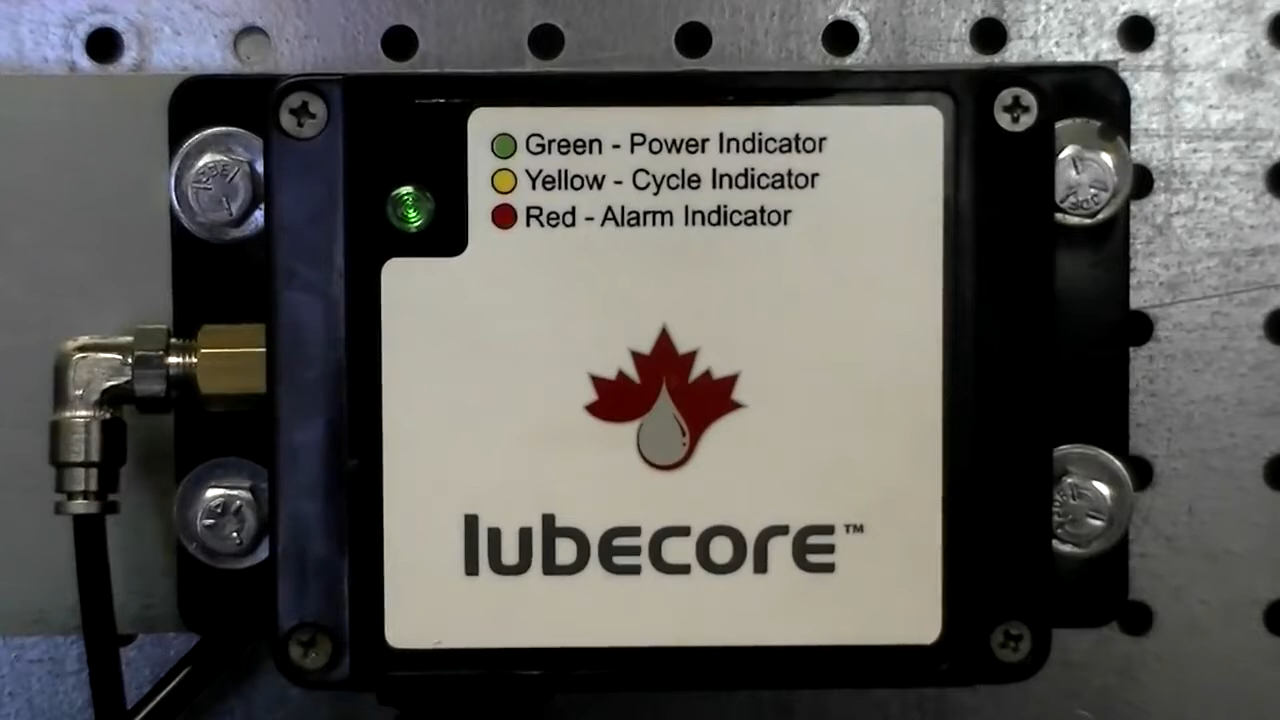 Green - Power Indicator
Yellow - Cycle Indicator
Red - Alarm Indicator
lubecore™